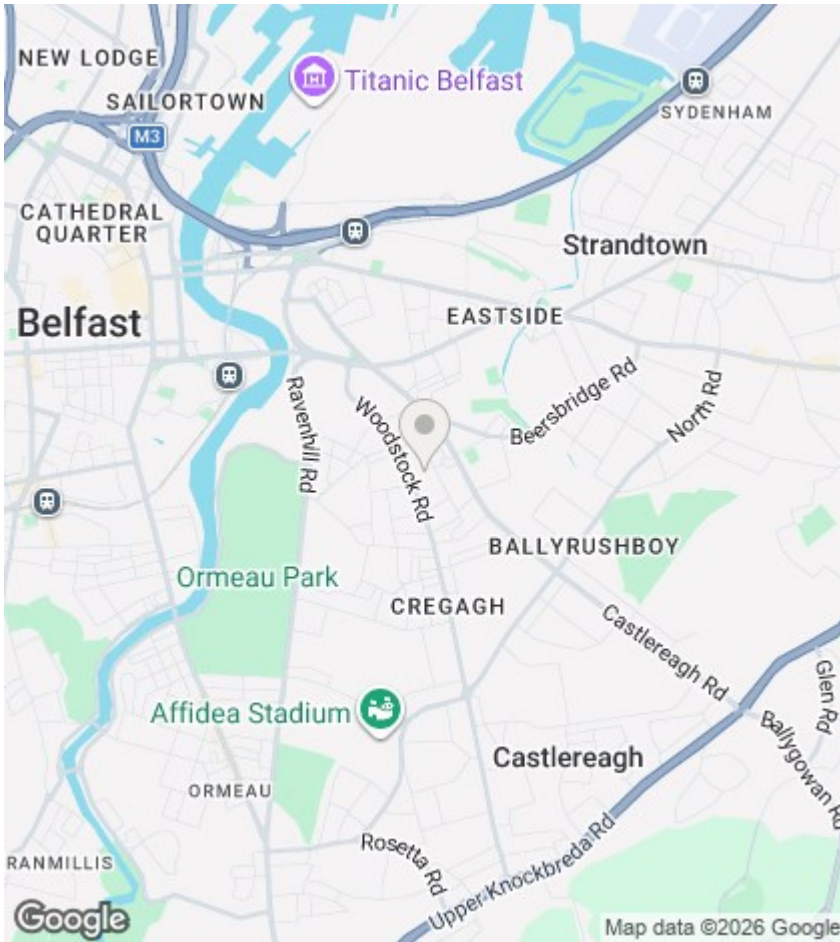 NEW LODGE
Titanic Belfast
SAILORTOWN
M3
SYDENHAM
CATHEDRAL
QUARTER
Strandtown
Belfast
EASTSIDE
Beersbridge Rd
North Rd
Ravenhill Rd
Woodstock Rd
BALLYRUSHBOY
Ormeau Park
CREGAGH
Castlereagh Rd
Glen Rd
Affidea Stadium
Ballygowan Rd
Castlereagh
ORMEAU
Rosetta Rd
RANMILLIS
Upper Knockbreda Rd
Google
Map data ©2026 Google